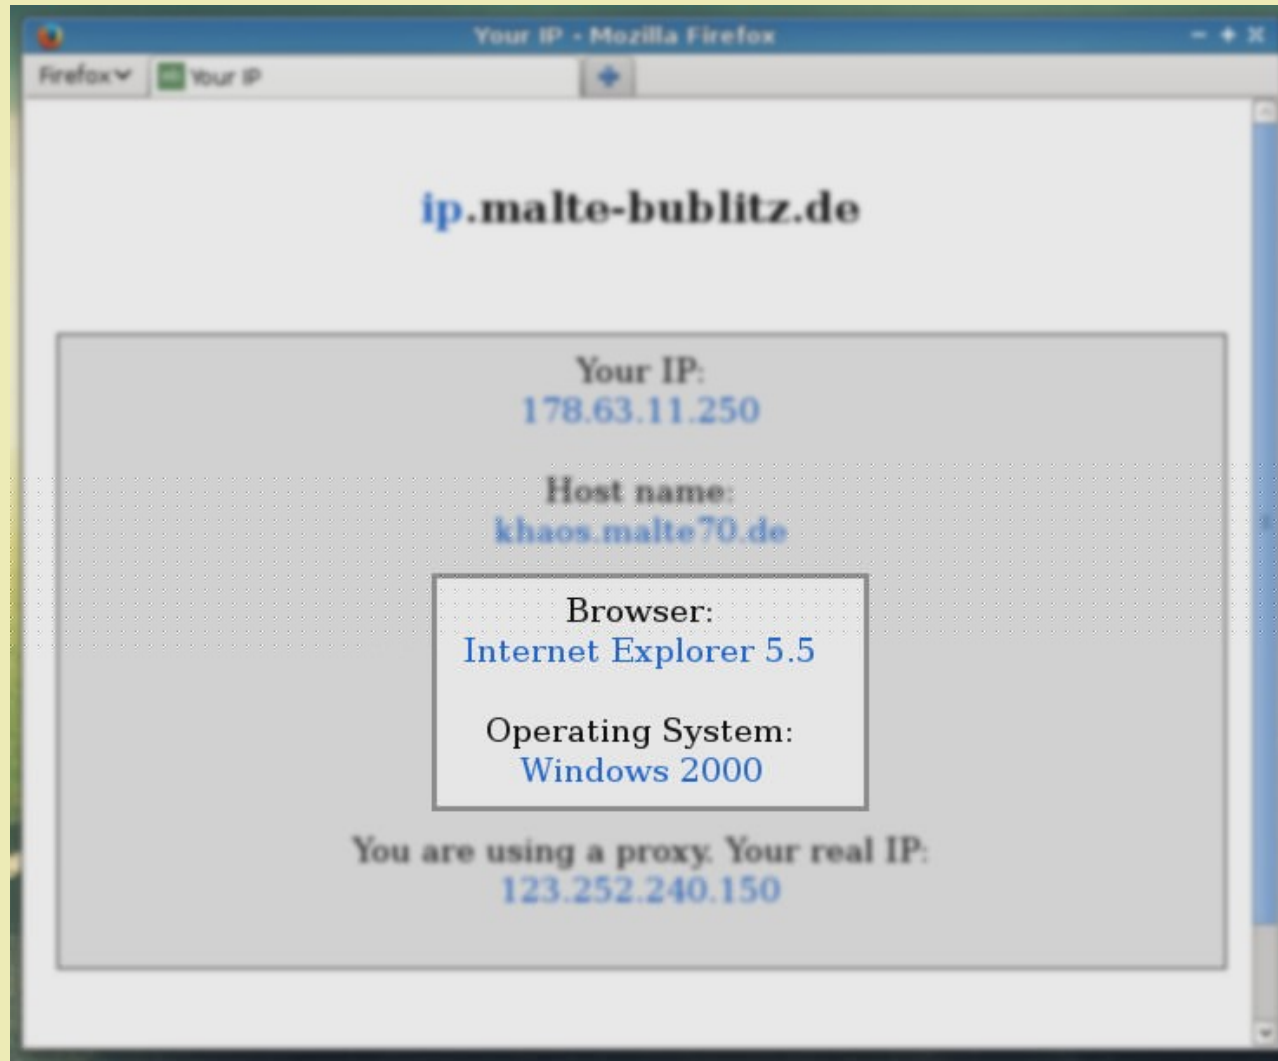 Your IP - Mozilla Firefox
Firefox
Your IP
ip.malte-bublitz.de
Your IP:
178.63.11.250
Host name:
khaos.malte70.de
Browser:
Internet Explorer 5.5
Operating System:
Windows 2000
You are using a proxy. Your real IP:
123.252.240.150